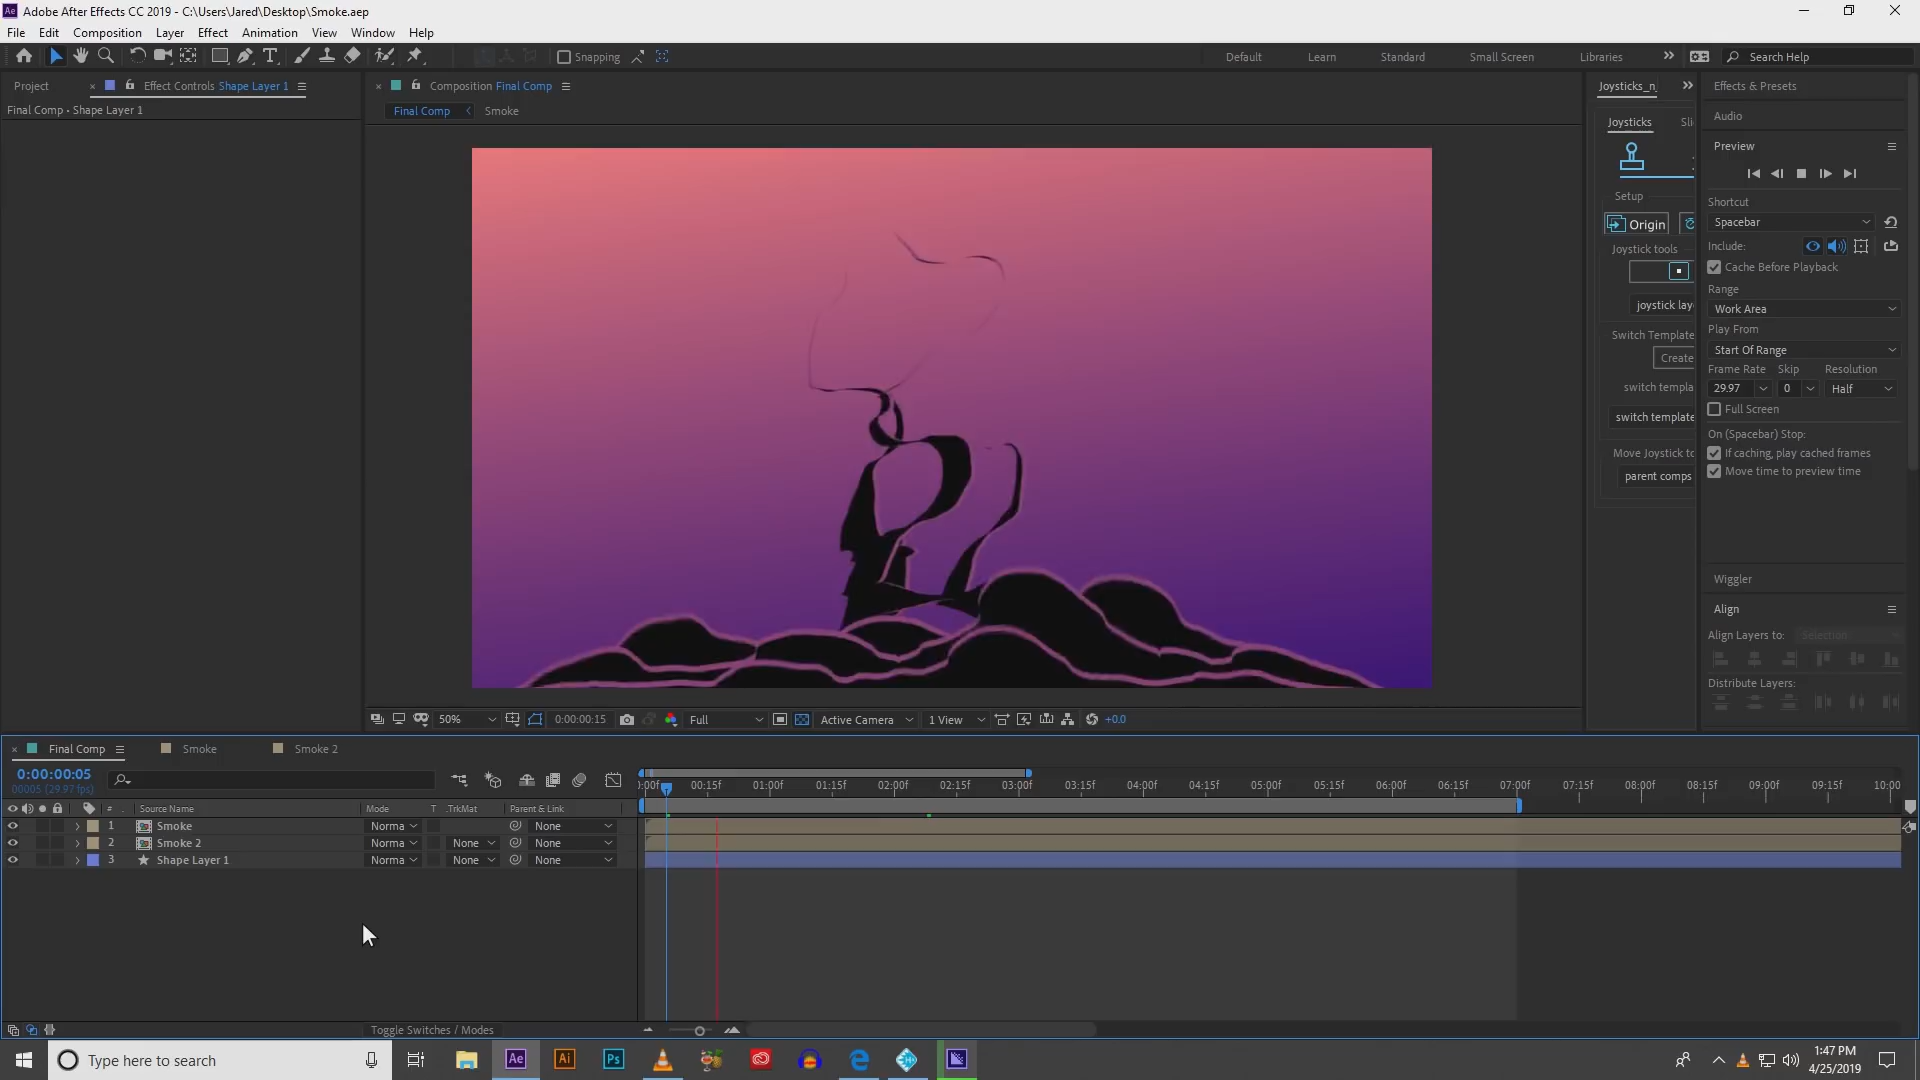 Adobe After Effects CC 2019 - C:\Users\Jared\Desktop\Smoke.aep
File Edit Composition Layer Effect Animation View Window Help
Snapping
Default Learn Standard Small Screen Libraries
Search Help
Project
Effect Controls Shape Layer 1
Final Comp • Shape Layer 1
Composition Final Comp
Final Comp Smoke
Joysticks_n
Joysticks
Setup
Origin
Joystick tools
joystick lay
Switch Template
Create
switch templa
switch template
Move Joystick to
parent comps
Effects & Presets
Audio
Preview
Shortcut
Spacebar
Include:
Cache Before Playback
Range
Work Area
Play From
Start Of Range
Frame Rate Skip Resolution
29.97 0 Half
Full Screen
On (Spacebar) Stop:
If caching, play cached frames
Move time to preview time
Wiggler
Align
Align Layers to: Selection
Distribute Layers:
50% 0:00:00:15 Full Active Camera 1 View +0.0
Final Comp Smoke Smoke 2
0:00:00:05
00005 (29.97 fps)
:00f 00:15f 01:00f 01:15f 02:00f 02:15f 03:00f 03:15f 04:00f 04:15f 05:00f 05:15f 06:00f 06:15f 07:00f 07:15f 08:00f 08:15f 09:00f 09:15f 10:00
# Source Name Mode T .TrkMat Parent & Link
1 Smoke Norma None
2 Smoke 2 Norma None None
3 Shape Layer 1 Norma None None
Toggle Switches / Modes
Type here to search
Ae Ai Ps
1:47 PM
4/25/2019